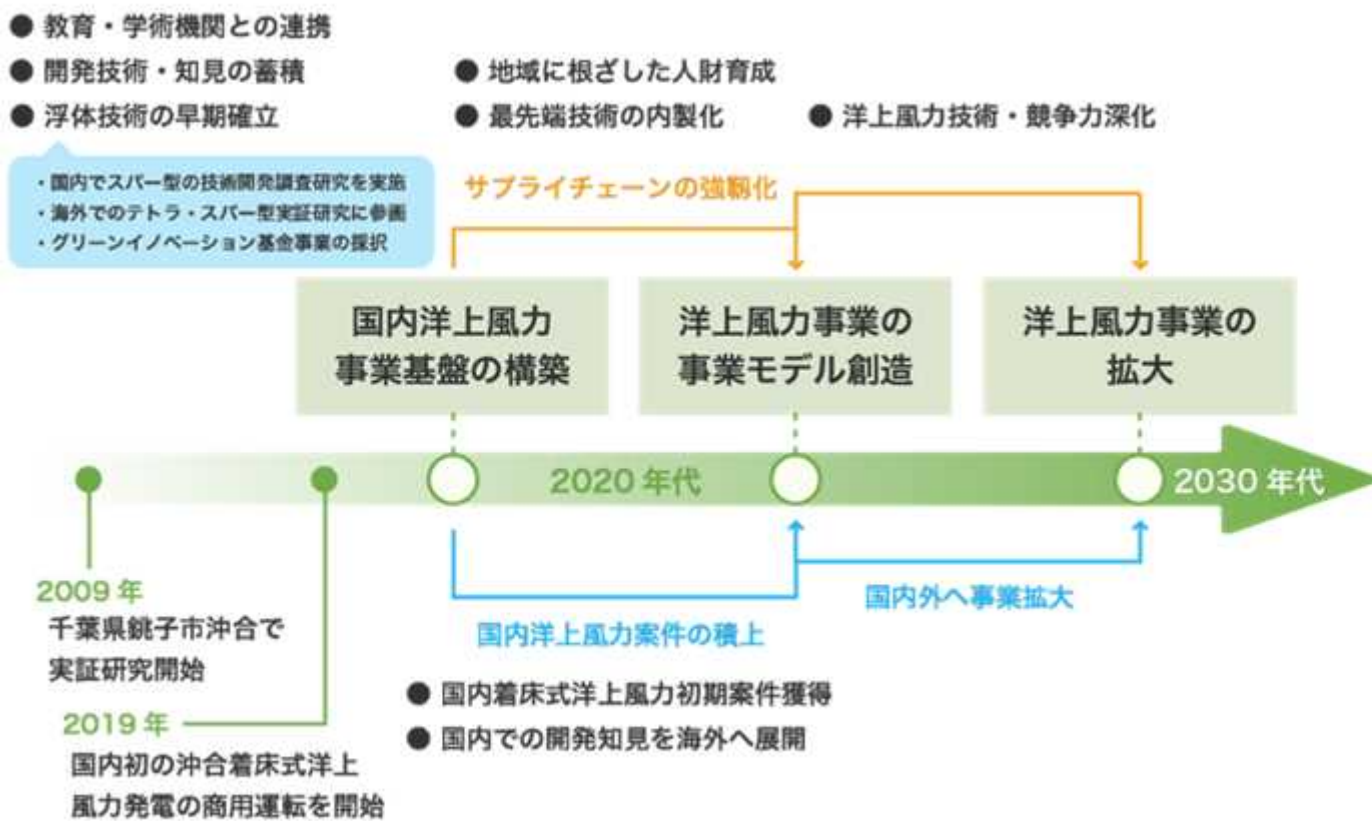 ● 教育・学術機関との連携
● 開発技術・知見の蓄積
● 浮体技術の早期確立
・国内でスパー型の技術開発調査研究を実施
・海外でのテトラ・スパー型実証研究に参画
・グリーンイノベーション基金事業の採択
● 地域に根ざした人財育成
● 最先端技術の内製化
● 洋上風力技術・競争力深化
サプライチェーンの強靱化
国内洋上風力
事業基盤の構築
洋上風力事業の
事業モデル創造
洋上風力事業の
拡大
2020 年代
2030 年代
2009 年
千葉県銚子市沖合で
実証研究開始
2019 年
国内初の沖合着床式洋上
風力発電の商用運転を開始
国内洋上風力案件の積上
国内外へ事業拡大
● 国内着床式洋上風力初期案件獲得
● 国内での開発知見を海外へ展開